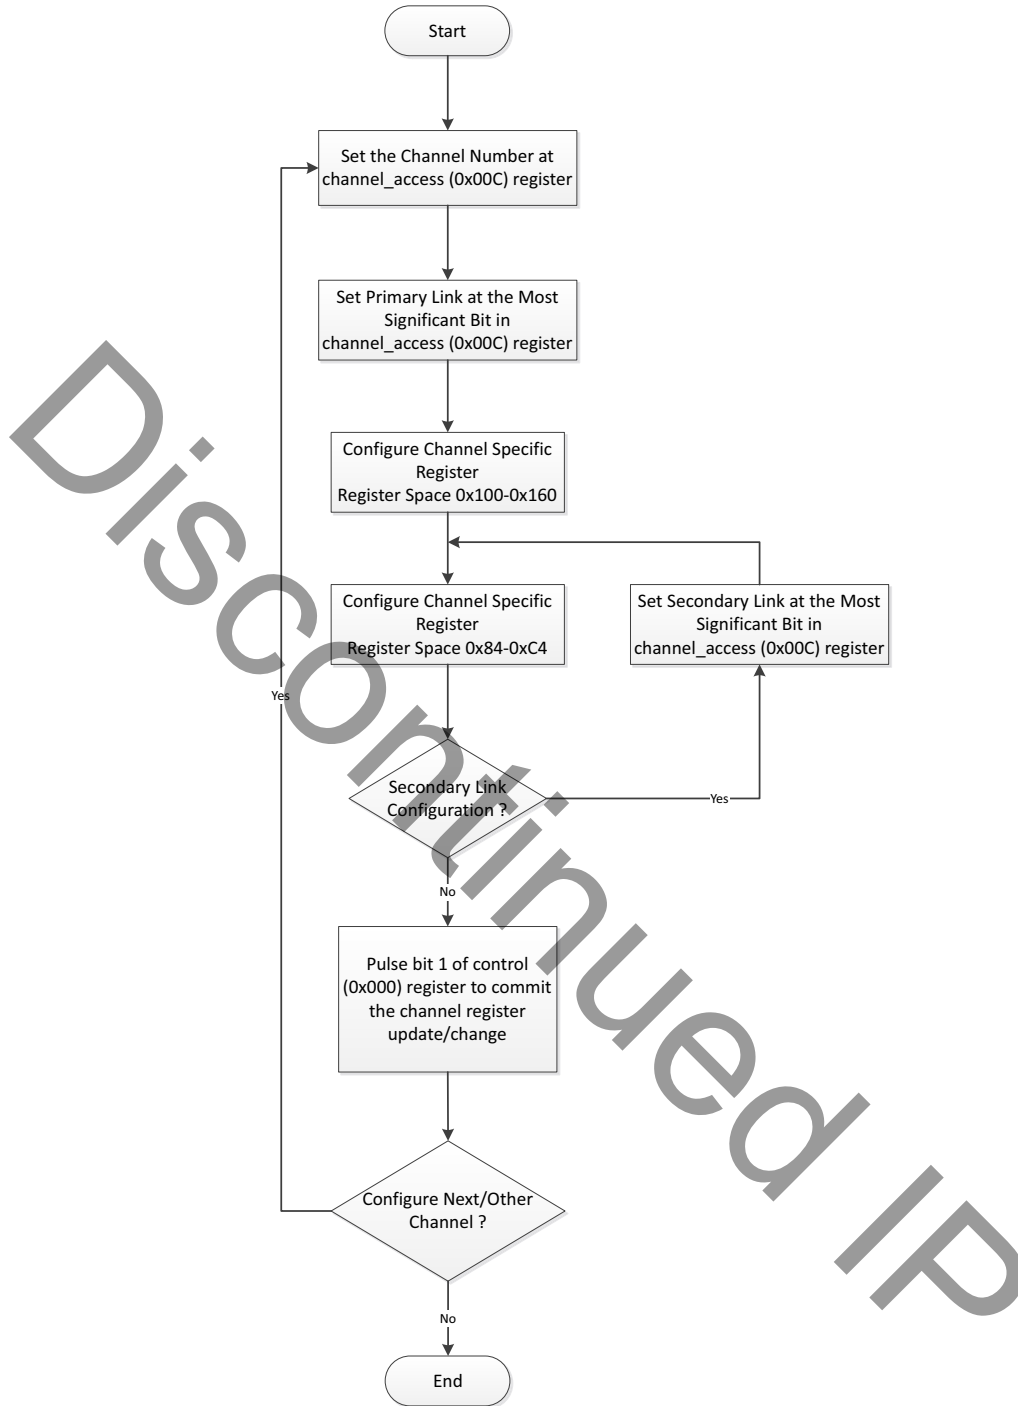 Start
Set the Channel Number at
channel_access (0x00C) register
Set Primary Link at the Most
Significant Bit in
channel_access (0x00C) register
Configure Channel Specific
Register
Register Space 0x100-0x160
Configure Channel Specific
Register
Register Space 0x84-0xC4
Set Secondary Link at the Most
Significant Bit in
channel_access (0x00C) register
Yes
Secondary Link
Configuration ?
Yes
No
Pulse bit 1 of control
(0x000) register to commit
the channel register
update/change
Configure Next/Other
Channel ?
No
End
Discontinued IP